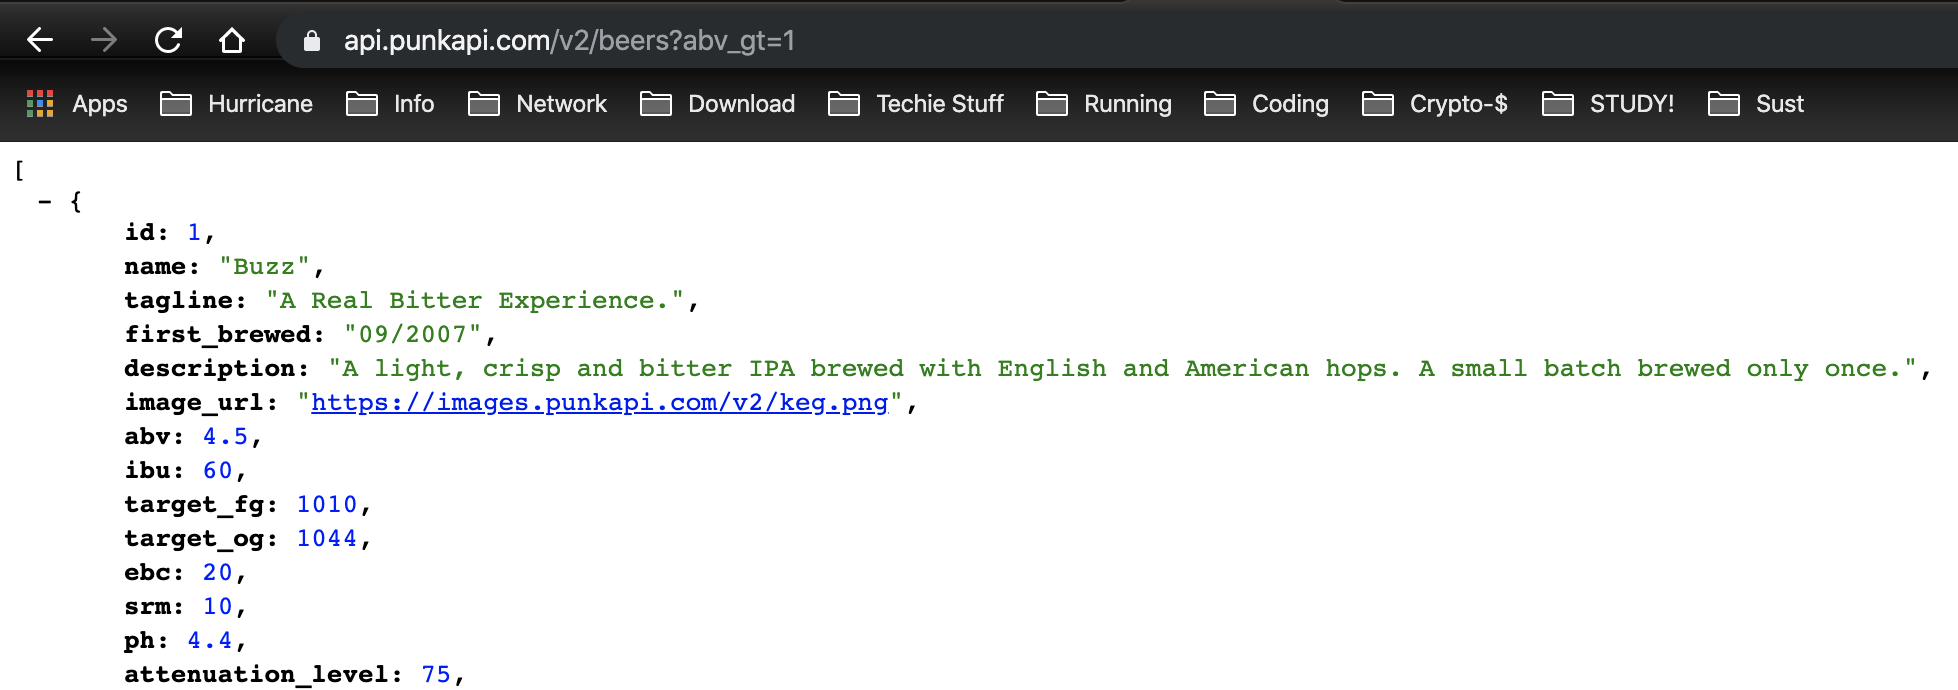 api.punkapi.com/v2/beers?abv_gt=1
Apps Hurricane Info Network Download Techie Stuff Running Coding Crypto-$ STUDY! Sust
[
- {
id: 1,
name: "Buzz",
tagline: "A Real Bitter Experience.",
first_brewed: "09/2007",
description: "A light, crisp and bitter IPA brewed with English and American hops. A small batch brewed only once.",
image_url: "https://images.punkapi.com/v2/keg.png",
abv: 4.5,
ibu: 60,
target_fg: 1010,
target_og: 1044,
ebc: 20,
srm: 10,
ph: 4.4,
attenuation_level: 75,